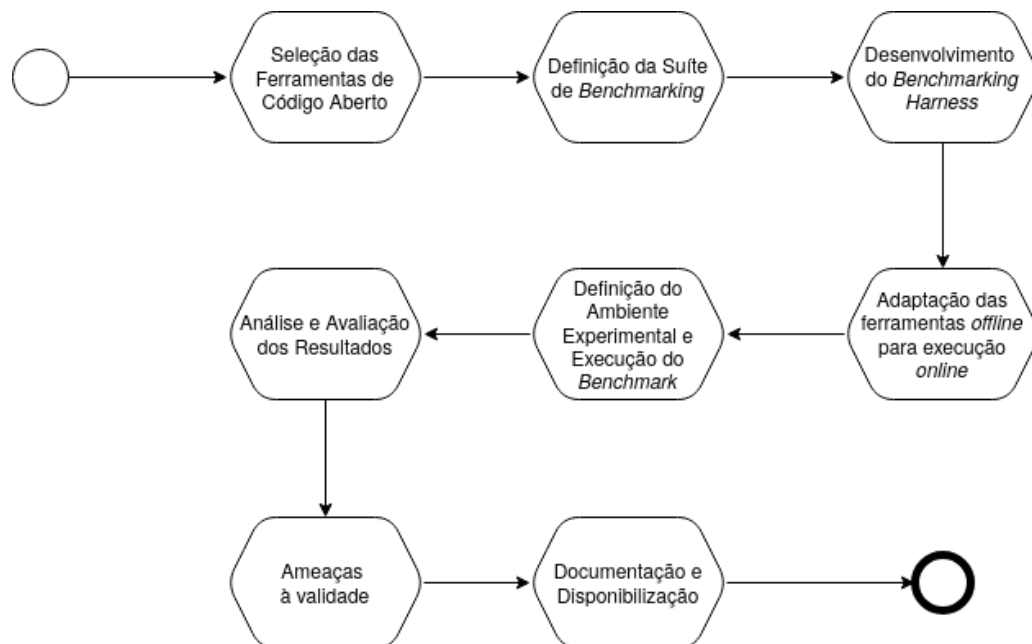 Seleção das
Ferramentas de
Código Aberto
Definição da Suíte
de Benchmarking
Desenvolvimento
do Benchmarking
Harness
Adaptação das
ferramentas offline
para execução
online
Definição do
Ambiente
Experimental e
Execução do
Benchmark
Análise e Avaliação
dos Resultados
Ameaças
à validade
Documentação e
Disponibilização